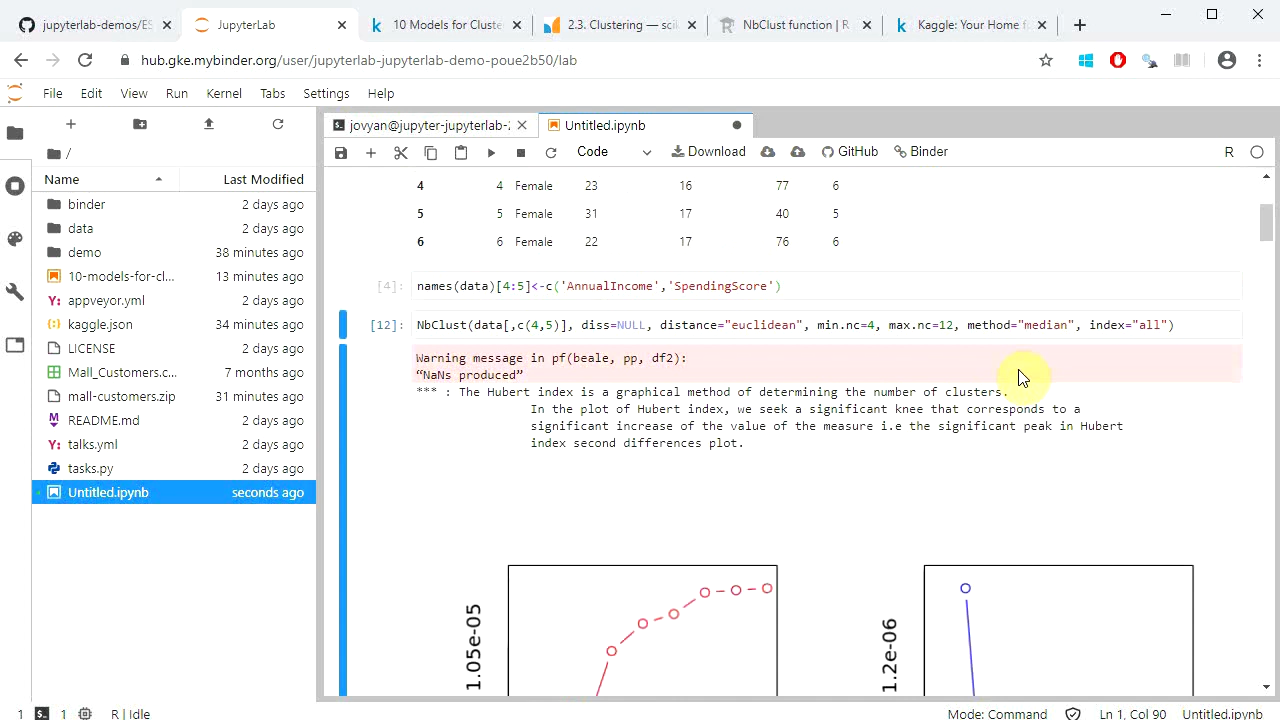 jupyterlab-demos/ES
JupyterLab
10 Models for Cluste
2.3. Clustering — sci
NbClust function | R
Kaggle: Your Home f
hub.gke.mybinder.org/user/jupyterlab-jupyterlab-demo-poue2b50/lab
File Edit View Run Kernel Tabs Settings Help
jovyan@jupyter-jupyterlab-2
Untitled.ipynb
Code
Download
GitHub
Binder
R
/
Name Last Modified
binder 2 days ago
data 2 days ago
demo 38 minutes ago
10-models-for-cl... 13 minutes ago
appveyor.yml 2 days ago
kaggle.json 34 minutes ago
LICENSE 2 days ago
Mall_Customers.c... 7 months ago
mall-customers.zip 31 minutes ago
README.md 2 days ago
talks.yml 2 days ago
tasks.py 2 days ago
Untitled.ipynb seconds ago
4 4 Female 23 16 77 6
5 5 Female 31 17 40 5
6 6 Female 22 17 76 6
[4]: names(data)[4:5]<-c('AnnualIncome','SpendingScore')
[12]: NbClust(data[,c(4,5)], diss=NULL, distance="euclidean", min.nc=4, max.nc=12, method="median", index="all")
Warning message in pf(beale, pp, df2):
“NaNs produced”
*** : The Hubert index is a graphical method of determining the number of clusters.
In the plot of Hubert index, we seek a significant knee that corresponds to a
significant increase of the value of the measure i.e the significant peak in Hubert
index second differences plot.
1.05e-05
1.2e-06
1 1 R | Idle
Mode: Command Ln 1, Col 90 Untitled.ipynb